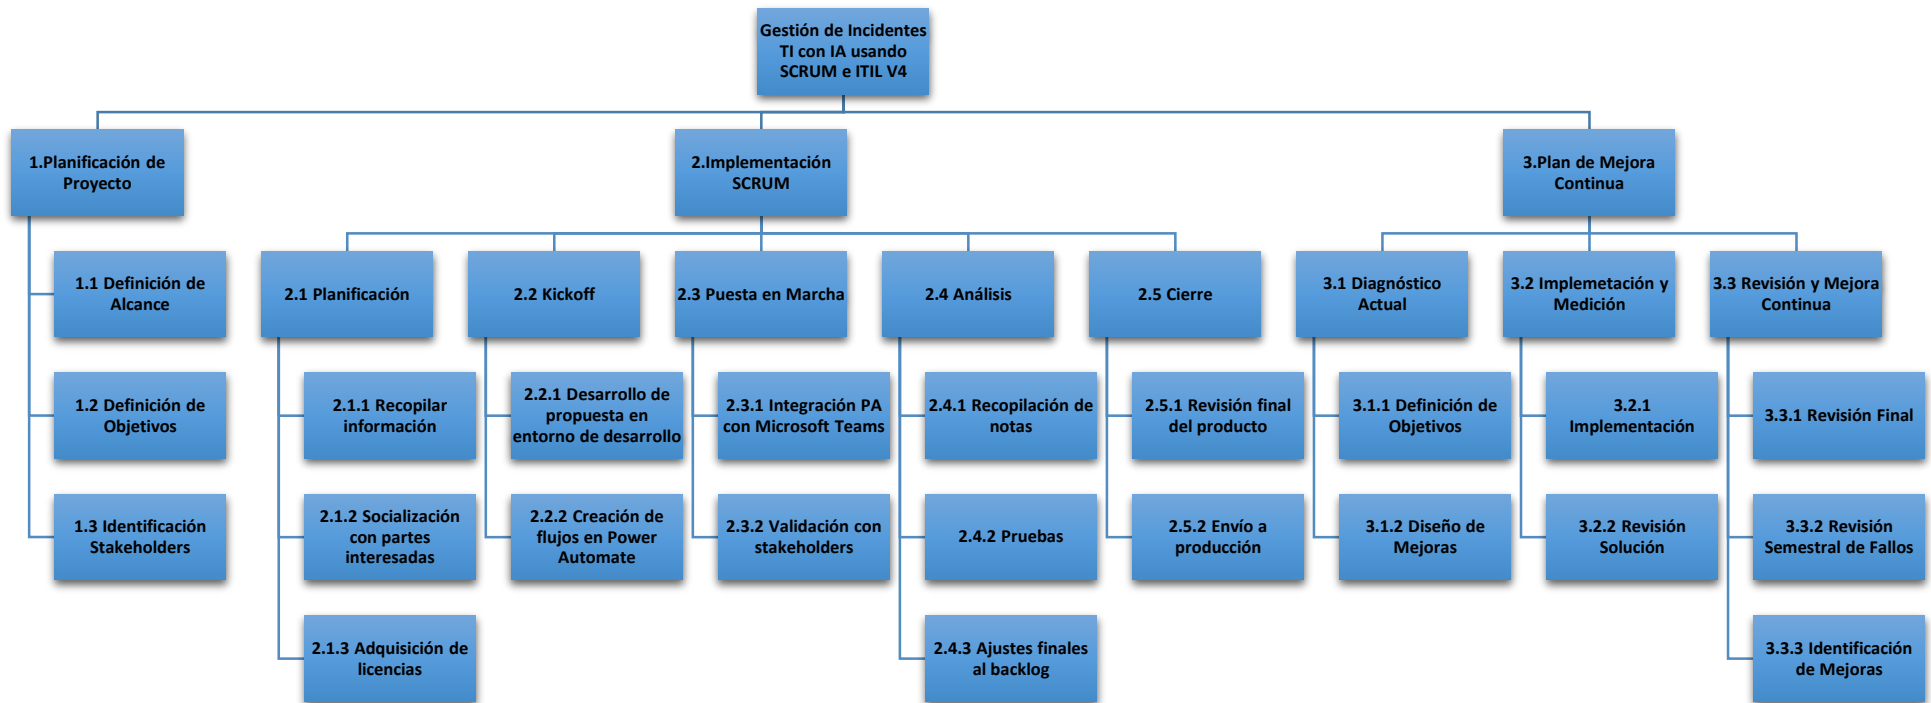 Gestión de Incidentes
TI con IA usando
SCRUM e ITIL V4
1.Planificación de
Proyecto
2.Implementación
SCRUM
3.Plan de Mejora
Continua
1.1 Definición de
Alcance
2.1 Planificación
2.2 Kickoff
2.3 Puesta en Marcha
2.4 Análisis
2.5 Cierre
3.1 Diagnóstico
Actual
3.2 Implemetación y
Medición
3.3 Revisión y Mejora
Continua
1.2 Definición de
Objetivos
2.1.1 Recopilar
información
2.2.1 Desarrollo de
propuesta en
entorno de desarrollo
2.3.1 Integración PA
con Microsoft Teams
2.4.1 Recopilación de
notas
2.5.1 Revisión final
del producto
3.1.1 Definición de
Objetivos
3.2.1
Implementación
3.3.1 Revisión Final
1.3 Identificación
Stakeholders
2.1.2 Socialización
con partes
interesadas
2.2.2 Creación de
flujos en Power
Automate
2.3.2 Validación con
stakeholders
2.4.2 Pruebas
2.5.2 Envío a
producción
3.1.2 Diseño de
Mejoras
3.2.2 Revisión
Solución
3.3.2 Revisión
Semestral de Fallos
2.1.3 Adquisición de
licencias
2.4.3 Ajustes finales
al backlog
3.3.3 Identificación
de Mejoras